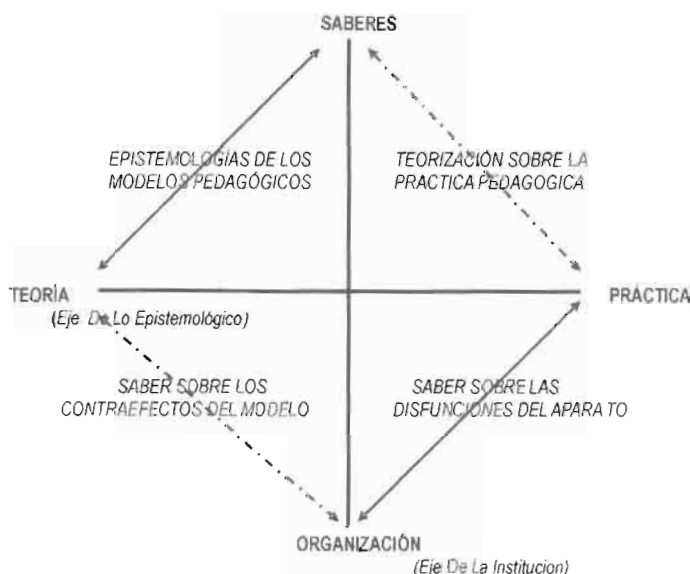 SABERES
EPISTEMOLOGÍAS DE LOS
MODELOS PEDAGÓGICOS
TEORIZACIÓN SOBRE LA
PRACTICA PEDAGOGICA
TEORÍA
PRÁCTICA
(Eje De Lo Epistemológico)
SABER SOBRE LOS
CONTRAEFECTOS DEL MODELO
SABER SOBRE LAS
DISFUNCIONES DEL APARATO
ORGANIZACIÓN
(Eje De La Institucion)